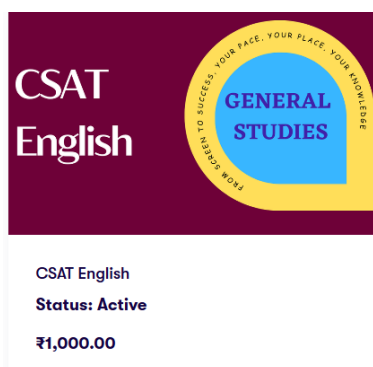 CSAT
English
FROM SCREEN TO SUCCESS, YOUR PACE, YOUR PLACE, YOUR KNOWLEDGE
GENERAL
STUDIES
CSAT English
Status: Active
₹1,000.00